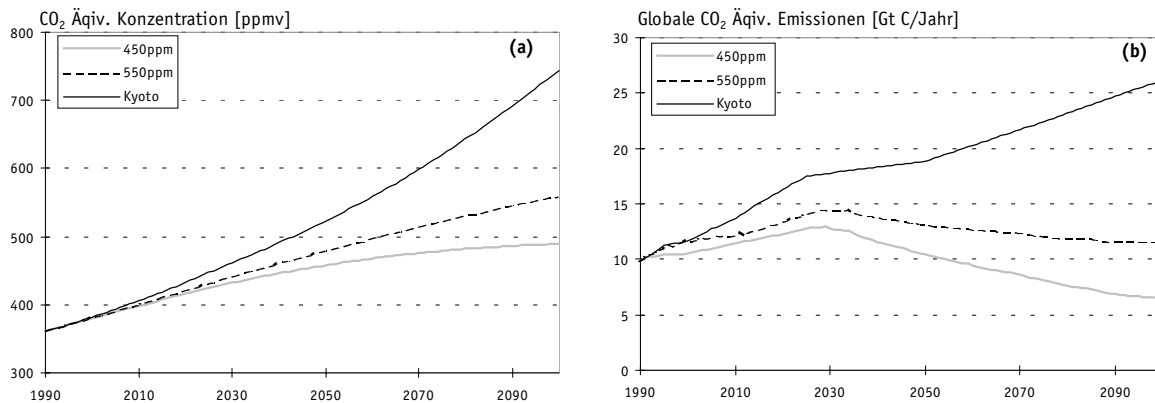 CO₂ Äqiv. Konzentration [ppmv]
800
700
600
500
400
300
(a)
450ppm
550ppm
Kyoto
1990 2010 2030 2050 2070 2090
Globale CO₂ Äqiv. Emissionen [Gt C/Jahr]
30
25
20
15
10
5
0
(b)
450ppm
550ppm
Kyoto
1990 2010 2030 2050 2070 2090